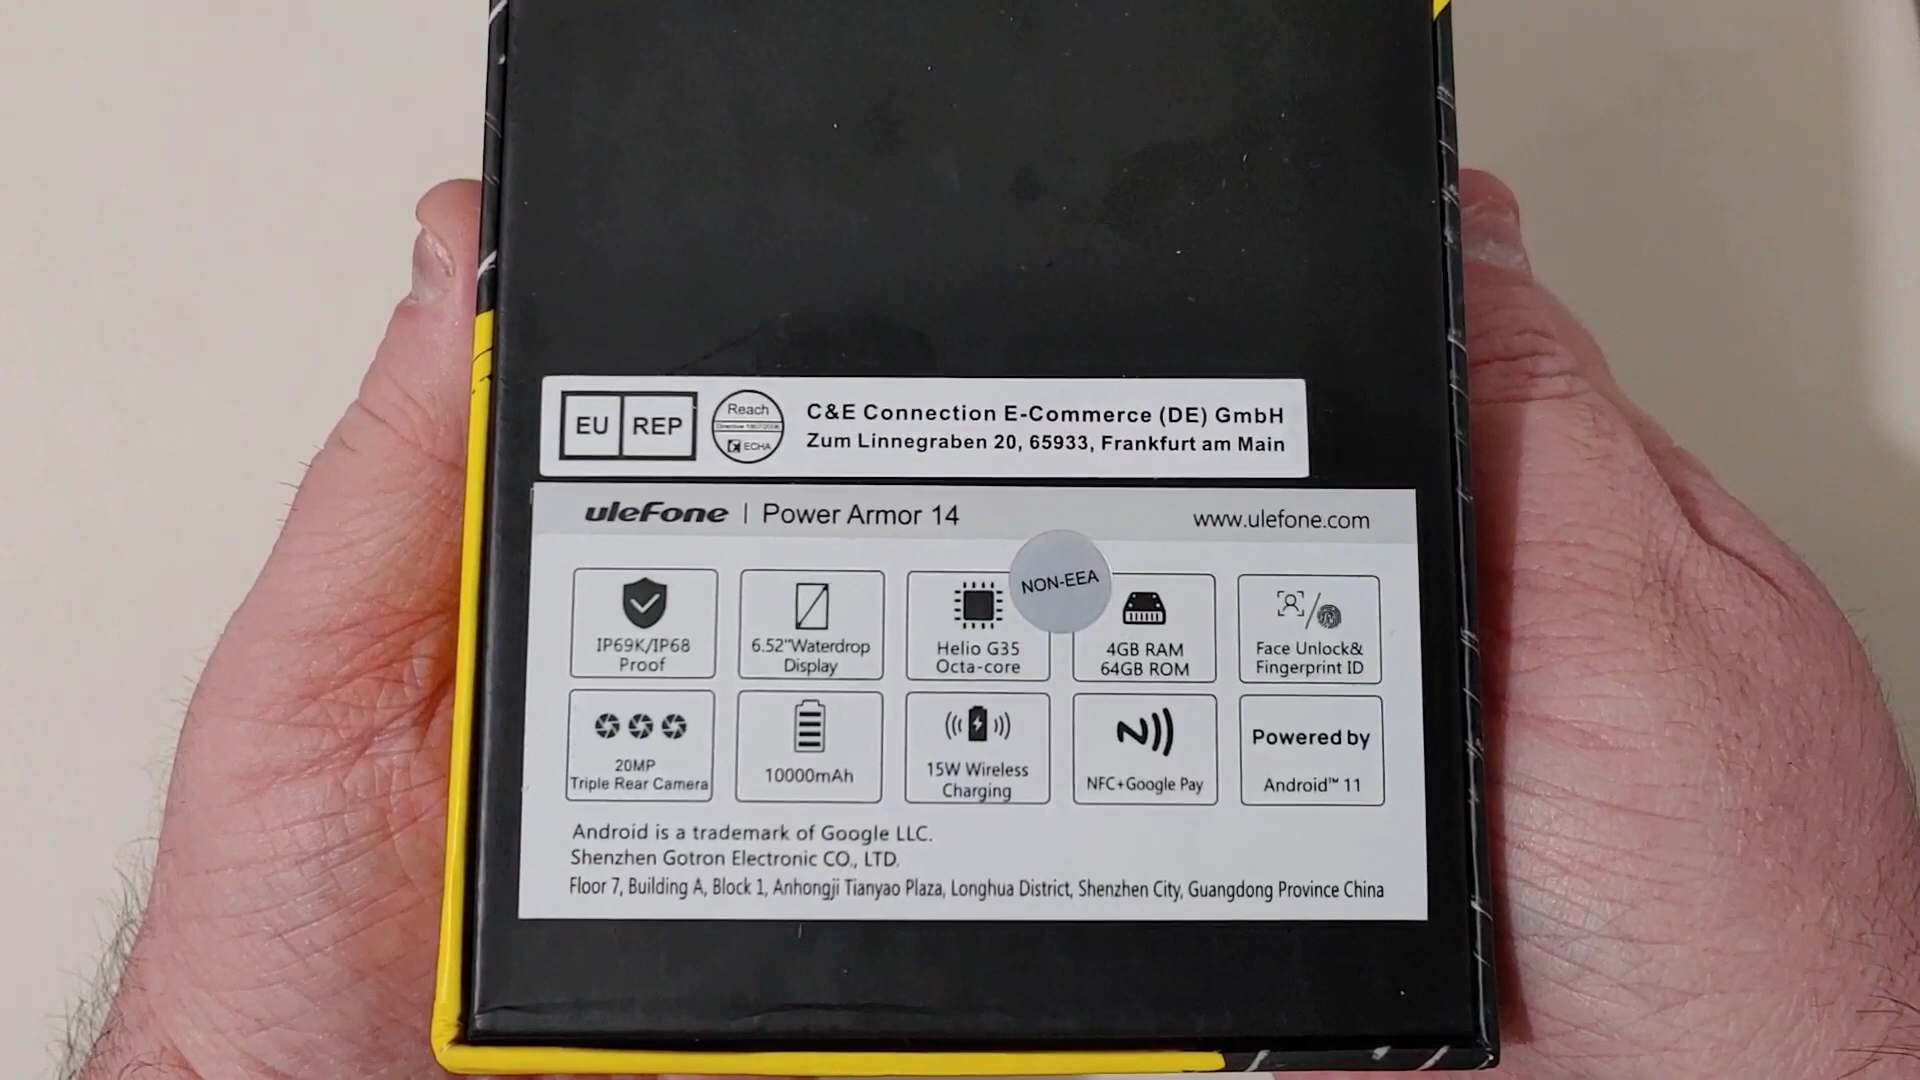 EU REP
Reach
ECHA
C&E Connection E-Commerce (DE) GmbH
Zum Linnegraben 20, 65933, Frankfurt am Main
uleFone | Power Armor 14
www.ulefone.com
NON-EEA
IP69K/IP68
Proof
6.52"Waterdrop
Display
Helio G35
Octa-core
4GB RAM
64GB ROM
Face Unlock&
Fingerprint ID
20MP
Triple Rear Camera
10000mAh
15W Wireless
Charging
NFC+Google Pay
Powered by
Android™ 11
Android is a trademark of Google LLC.
Shenzhen Gotron Electronic CO., LTD.
Floor 7, Building A, Block 1, Anhongji Tianyao Plaza, Longhua District, Shenzhen City, Guangdong Province China